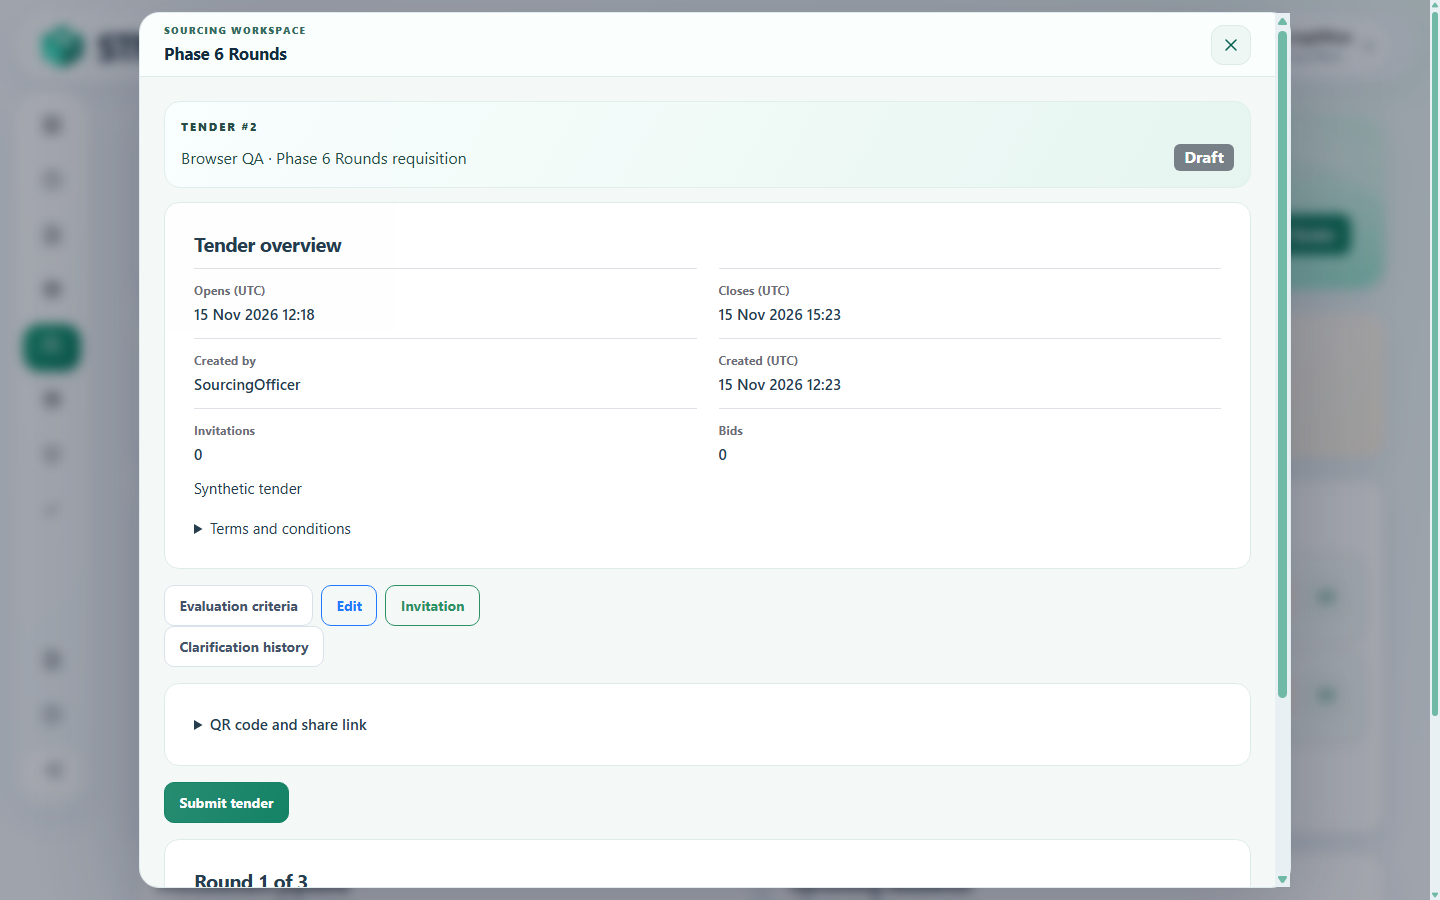 SOURCING WORKSPACE
Phase 6 Rounds
TENDER #2
Browser QA · Phase 6 Rounds requisition
Draft
Tender overview
Opens (UTC)
15 Nov 2026 12:18
Closes (UTC)
15 Nov 2026 15:23
Created by
SourcingOfficer
Created (UTC)
15 Nov 2026 12:23
Invitations
0
Bids
0
Synthetic tender
Terms and conditions
Evaluation criteria
Edit
Invitation
Clarification history
QR code and share link
Submit tender
Round 1 of 3